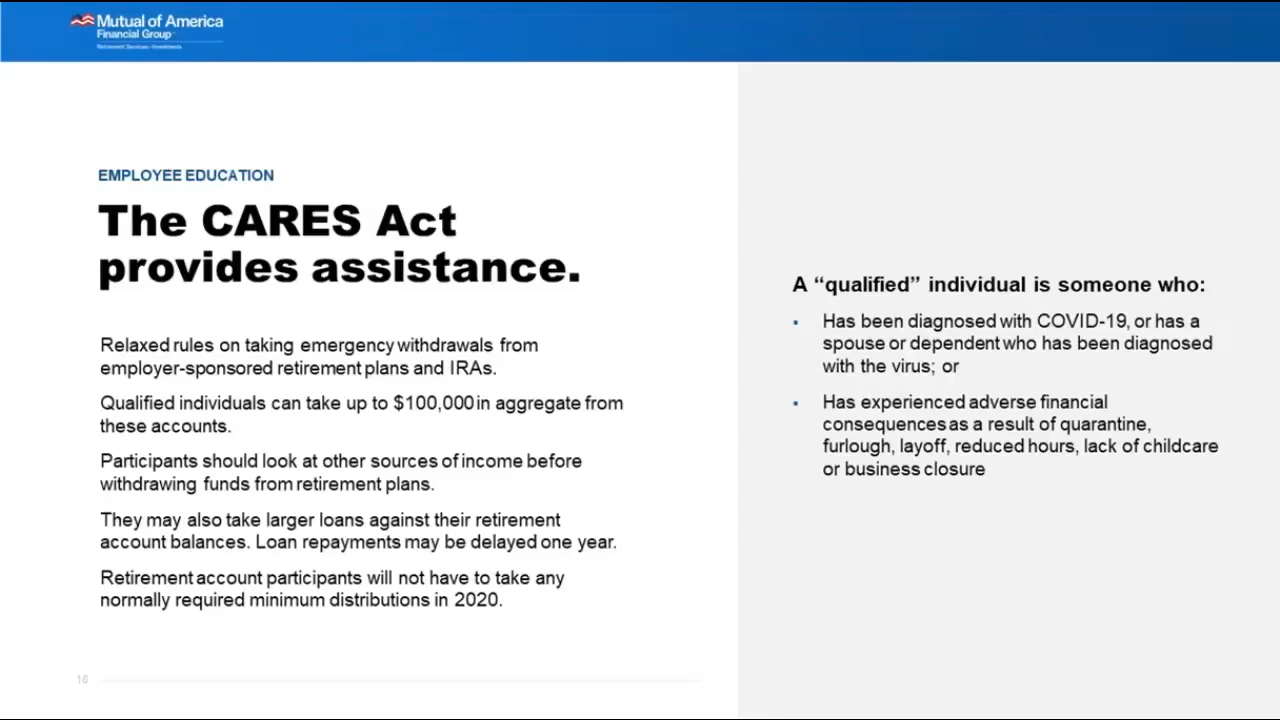 Mutual of America
Financial Group
Retirement Services • Investments
EMPLOYEE EDUCATION
The CARES Act
provides assistance.
Relaxed rules on taking emergency withdrawals from
employer-sponsored retirement plans and IRAs.
Qualified individuals can take up to $100,000 in aggregate from
these accounts.
Participants should look at other sources of income before
withdrawing funds from retirement plans.
They may also take larger loans against their retirement
account balances. Loan repayments may be delayed one year.
Retirement account participants will not have to take any
normally required minimum distributions in 2020.
16
A “qualified” individual is someone who:
▪ Has been diagnosed with COVID-19, or has a
spouse or dependent who has been diagnosed
with the virus; or
▪ Has experienced adverse financial
consequences as a result of quarantine,
furlough, layoff, reduced hours, lack of childcare
or business closure